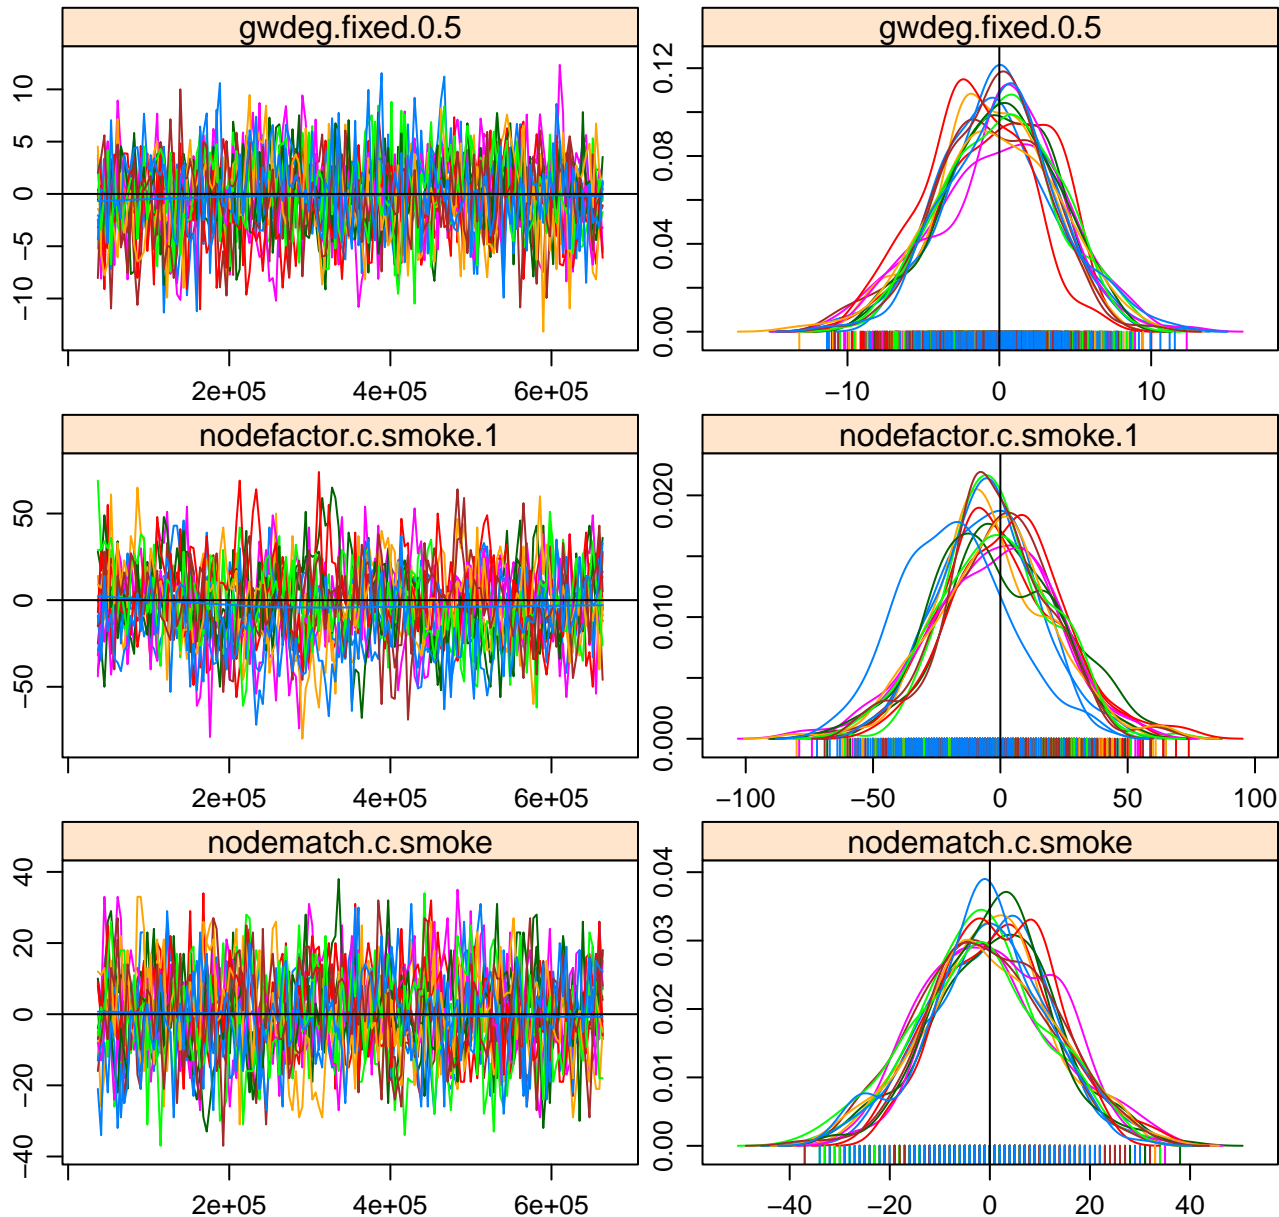 gwdeg.fixed.0.5
gwdeg.fixed.0.5
−10 −5 0 5 10
0.00 0.04 0.08 0.12
2e+05 4e+05 6e+05
−10 0 10
nodefactor.c.smoke.1
nodefactor.c.smoke.1
−50 0 50
0.000 0.010 0.020
2e+05 4e+05 6e+05
−100 −50 0 50 100
nodematch.c.smoke
nodematch.c.smoke
−40 −20 0 20 40
0.00 0.01 0.02 0.03 0.04
2e+05 4e+05 6e+05
−40 −20 0 20 40